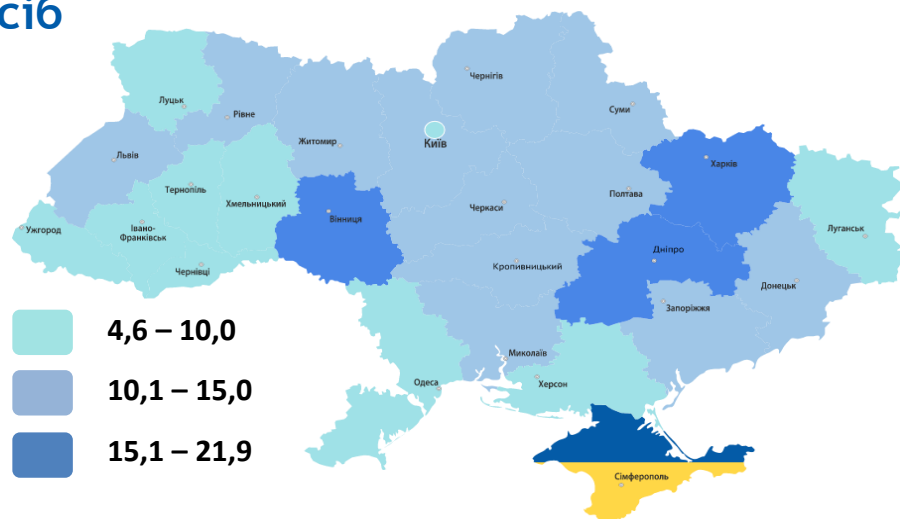 сіб
Чернігів
Луцьк
Суми
Рівне
Київ
Житомир
Львів
Харків
Тернопіль
Полтава
Хмельницький
Черкаси
Вінниця
Ужгород
Івано-
Франківськ
Луганськ
Дніпро
Чернівці
Кропивницький
Донецьк
Запоріжжя
4,6 – 10,0
Миколаїв
10,1 – 15,0
Одеса
Херсон
15,1 – 21,9
Сімферополь